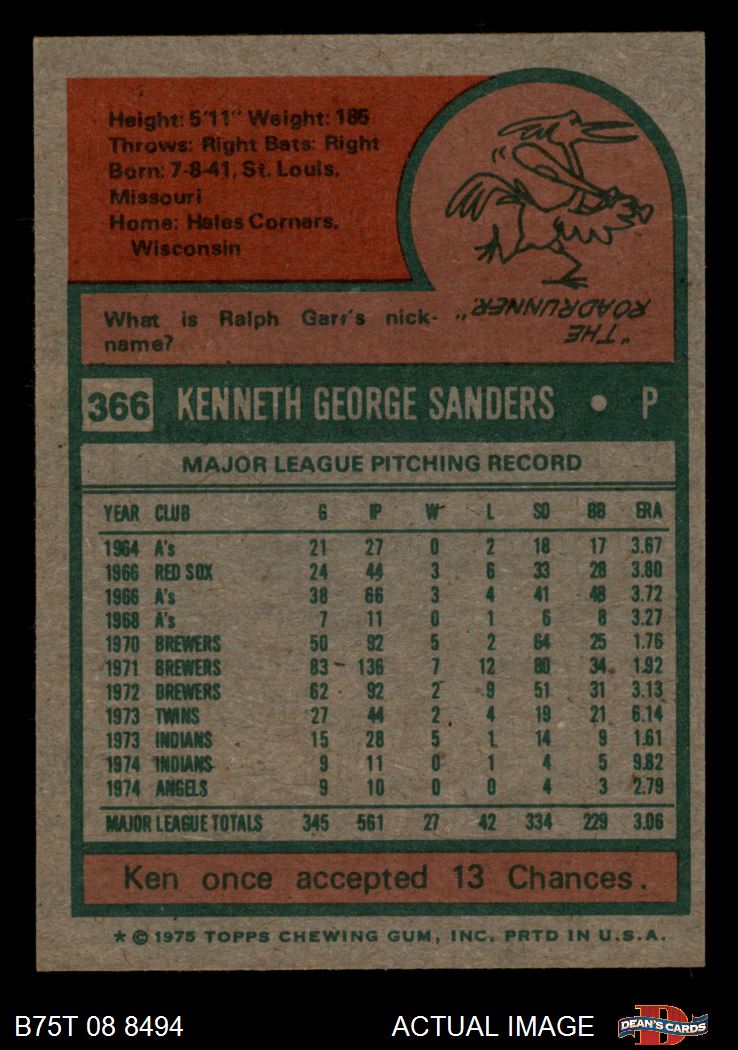 Height: 5'11" Weight: 185
Throws: Right Bats: Right
Born: 7-8-41, St. Louis,
Missouri
Home: Hales Corners,
Wisconsin
What is Ralph Garr's nick-
name?
"THE
ROADRUNNER."
366 KENNETH GEORGE SANDERS • P
MAJOR LEAGUE PITCHING RECORD
YEAR CLUB G IP W L SO BB ERA
1964 A's 21 27 0 2 18 17 3.67
1966 RED SOX 24 44 3 6 33 28 3.80
1966 A's 38 66 3 4 41 48 3.72
1968 A's 7 11 0 1 6 8 3.27
1970 BREWERS 50 92 5 2 64 25 1.76
1971 BREWERS 83 136 7 12 80 34 1.92
1972 BREWERS 62 92 2 9 51 31 3.13
1973 TWINS 27 44 2 4 19 21 6.14
1973 INDIANS 15 28 5 1 14 9 1.61
1974 INDIANS 9 11 0 1 4 5 9.82
1974 ANGELS 9 10 0 0 4 3 2.79
MAJOR LEAGUE TOTALS 345 561 27 42 334 229 3.06
Ken once accepted 13 Chances.
* © 1975 TOPPS CHEWING GUM, INC. PRTD IN U.S.A.
B75T 08 8494 ACTUAL IMAGE D DEAN'S CARDS